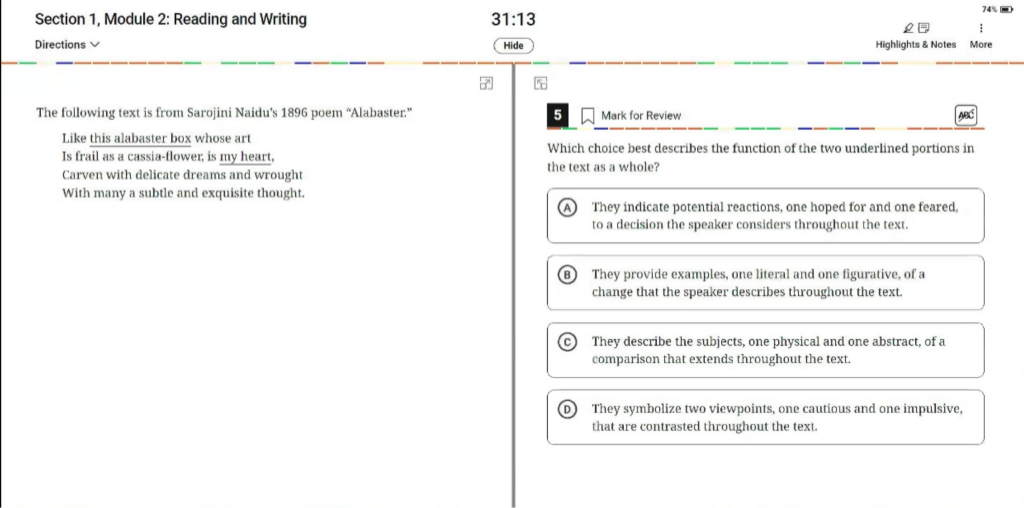 Section 1, Module 2: Reading and Writing
31:13
74%
Directions
Hide
Highlights & Notes
More
The following text is from Sarojini Naidu's 1896 poem "Alabaster."
Like this alabaster box whose art
Is frail as a cassia-flower, is my heart,
Carven with delicate dreams and wrought
With many a subtle and exquisite thought.
5
Mark for Review
ABC
Which choice best describes the function of the two underlined portions in
the text as a whole?
A
They indicate potential reactions, one hoped for and one feared,
to a decision the speaker considers throughout the text.
B
They provide examples, one literal and one figurative, of a
change that the speaker describes throughout the text.
C
They describe the subjects, one physical and one abstract, of a
comparison that extends throughout the text.
D
They symbolize two viewpoints, one cautious and one impulsive,
that are contrasted throughout the text.